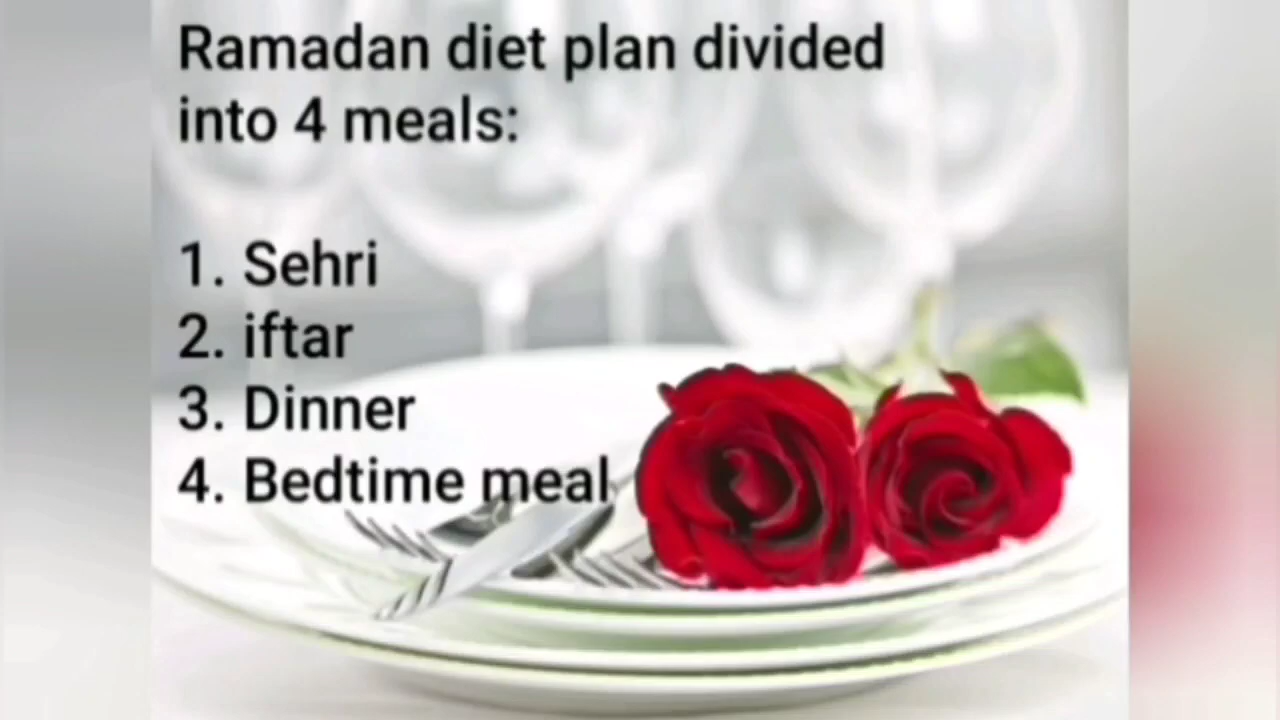 Ramadan diet plan divided
into 4 meals:
1. Sehri
2. iftar
3. Dinner
4. Bedtime meal